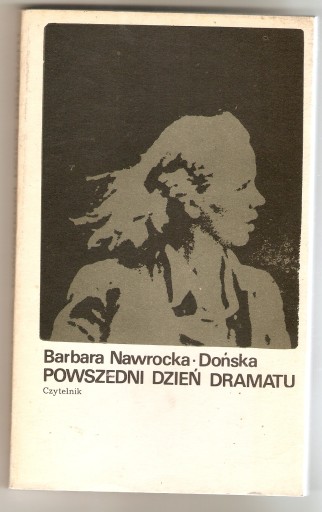 Barbara Nawrocka·Dońska
POWSZEDNI DZIEŃ DRAMATU
Czytelnik